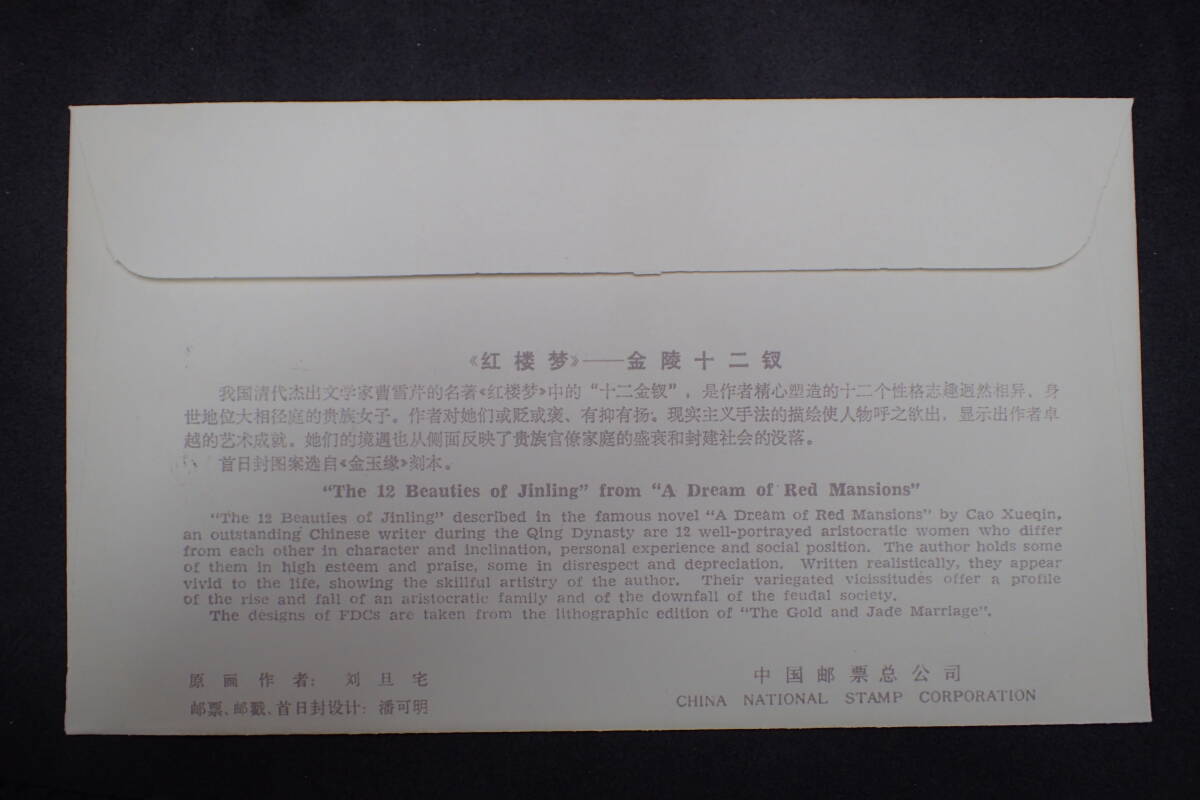 《红楼梦》——金陵十二钗
我国清代杰出文学家曹雪芹的名著《红楼梦》中的“十二金钗”，是作者精心塑造的十二个性格志趣迥然相异、身
世地位大相径庭的贵族女子。作者对她们或贬或褒、有抑有扬。现实主义手法的描绘使人物呼之欲出，显示出作者卓
越的艺术成就。她们的境遇也从侧面反映了贵族官僚家庭的盛衰和封建社会的没落。
首日封图案选自《金玉缘》刻本。
“The 12 Beauties of Jinling” from “A Dream of Red Mansions”
“The 12 Beauties of Jinling” described in the famous novel “A Dream of Red Mansions” by Cao Xueqin,
an outstanding Chinese writer during the Qing Dynasty are 12 well-portrayed aristocratic women who differ
from each other in character and inclination, personal experience and social position. The author holds some
of them in high esteem and praise, some in disrespect and depreciation. Written realistically, they appear
vivid to the life, showing the skillful artistry of the author. Their variegated vicissitudes offer a profile
of the rise and fall of an aristocratic family and of the downfall of the feudal society.
The designs of FDCs are taken from the lithographic edition of “The Gold and Jade Marriage”.
原画作者：刘旦宅
邮票、邮戳、首日封设计：潘可明
中国邮票总公司
CHINA NATIONAL STAMP CORPORATION